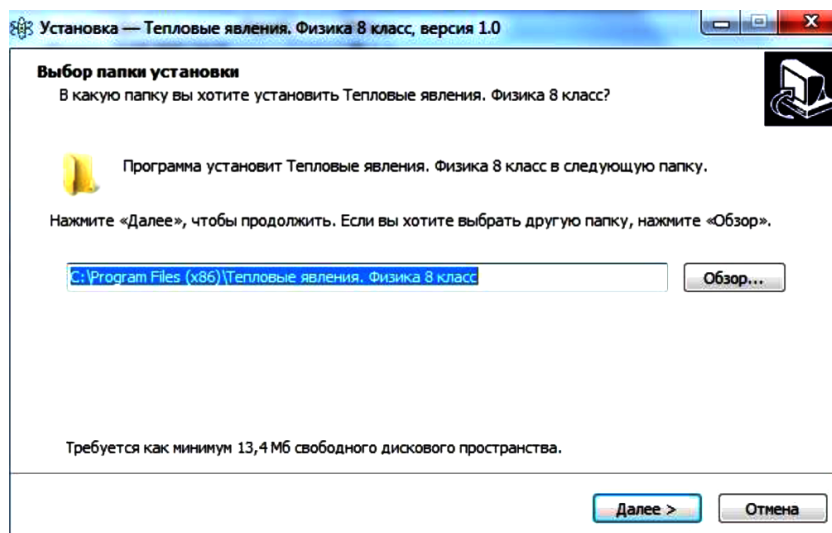 Установка — Тепловые явления. Физика 8 класс, версия 1.0
Выбор папки установки
В какую папку вы хотите установить Тепловые явления. Физика 8 класс?
Программа установит Тепловые явления. Физика 8 класс в следующую папку.
Нажмите «Далее», чтобы продолжить. Если вы хотите выбрать другую папку, нажмите «Обзор».
C:\Program Files (x86)\Тепловые явления. Физика 8 класс
Обзор...
Требуется как минимум 13,4 Мб свободного дискового пространства.
Далее >
Отмена